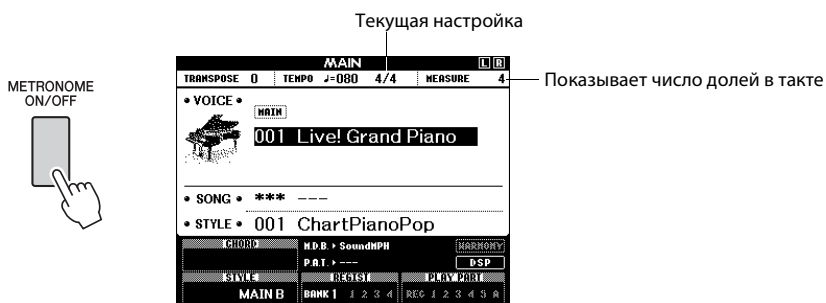 Текущая настройка
METRONOME
ON/OFF
MAIN L R
TRANSPOSE 0 TEMPO ♩=080 4/4 MEASURE 4
Показывает число долей в такте
• VOICE •
MAIN
001 Live! Grand Piano
• SONG • *** ---
• STYLE • 001 ChartPianoPop
CHORD
M.D.B. ▸ SoundMPH HARMONY
P.A.T. ▸ --- DSP
STYLE REGIST PLAY PART
MAIN B BANK 1 1 2 3 4 REC 1 2 3 4 5 A